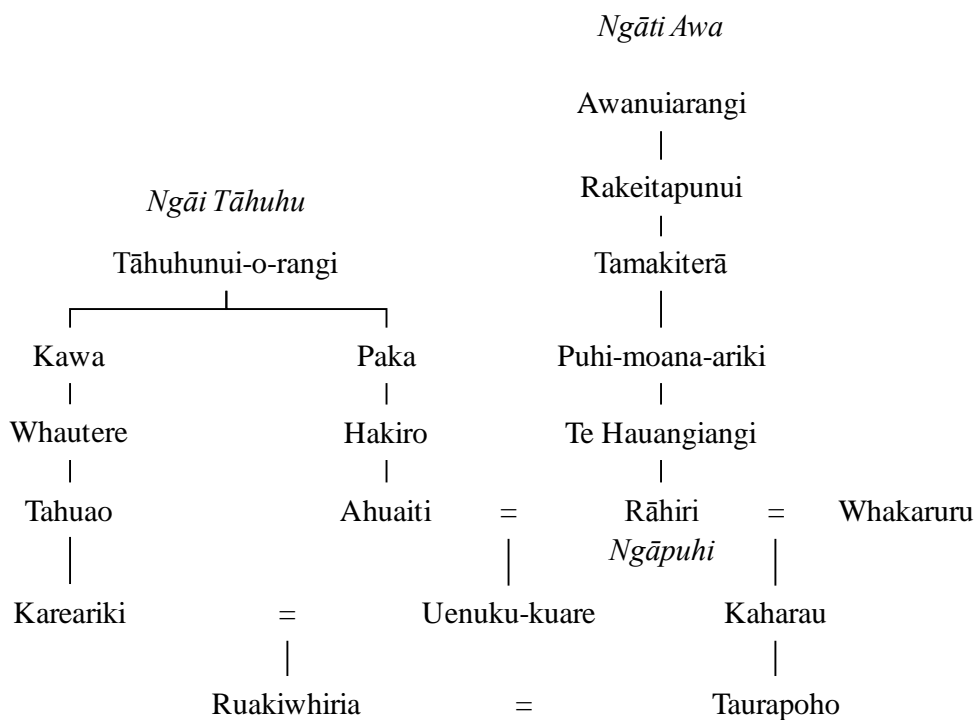 Ngāti Awa
Awanuiarangi
Rakeitapunui
Ngāi Tāhuhu
Tāhuhunui-o-rangi Tamakiterā
Kawa Paka Puhi-moana-ariki
Whautere Hakiro Te Hauangiangi
Tahuao Ahuaiti = Rāhiri = Whakaruru
Ngāpuhi
Kareariki = Uenuku-kuare Kaharau
Ruakiwhiria = Taurapoho